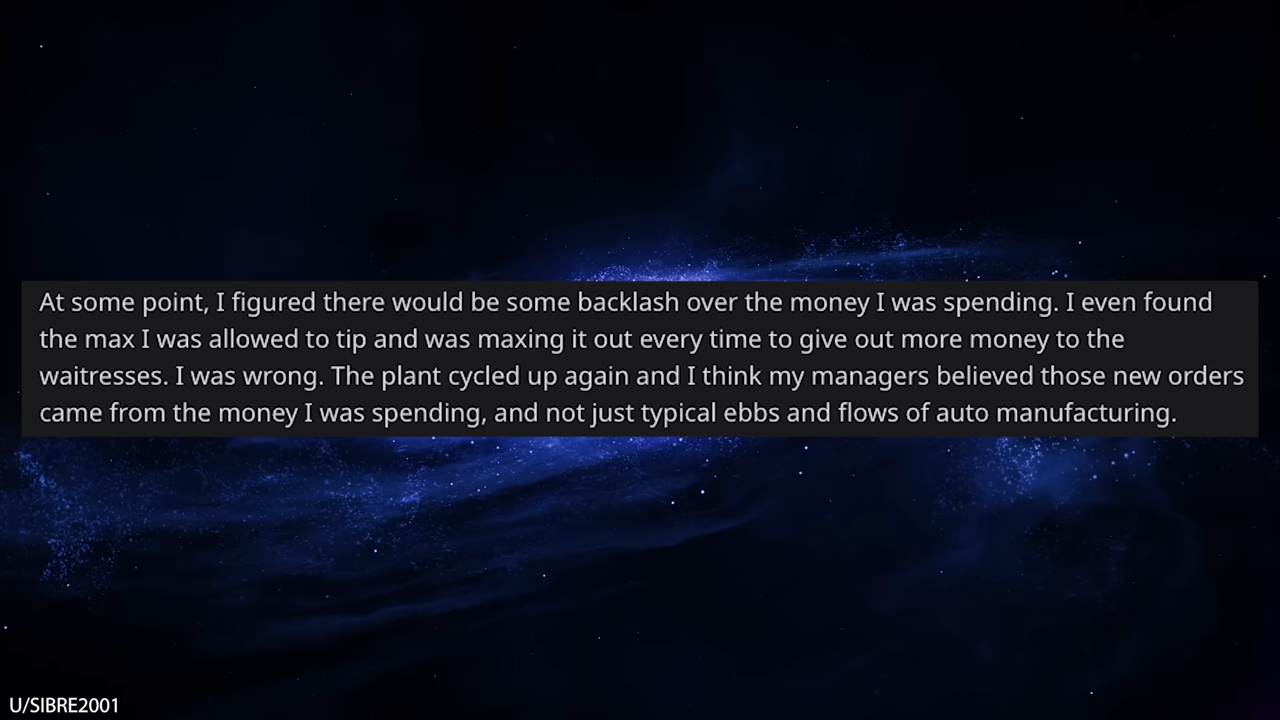 At some point, I figured there would be some backlash over the money I was spending. I even found
the max I was allowed to tip and was maxing it out every time to give out more money to the
waitresses. I was wrong. The plant cycled up again and I think my managers believed those new orders
came from the money I was spending, and not just typical ebbs and flows of auto manufacturing.
U/SIBRE2001